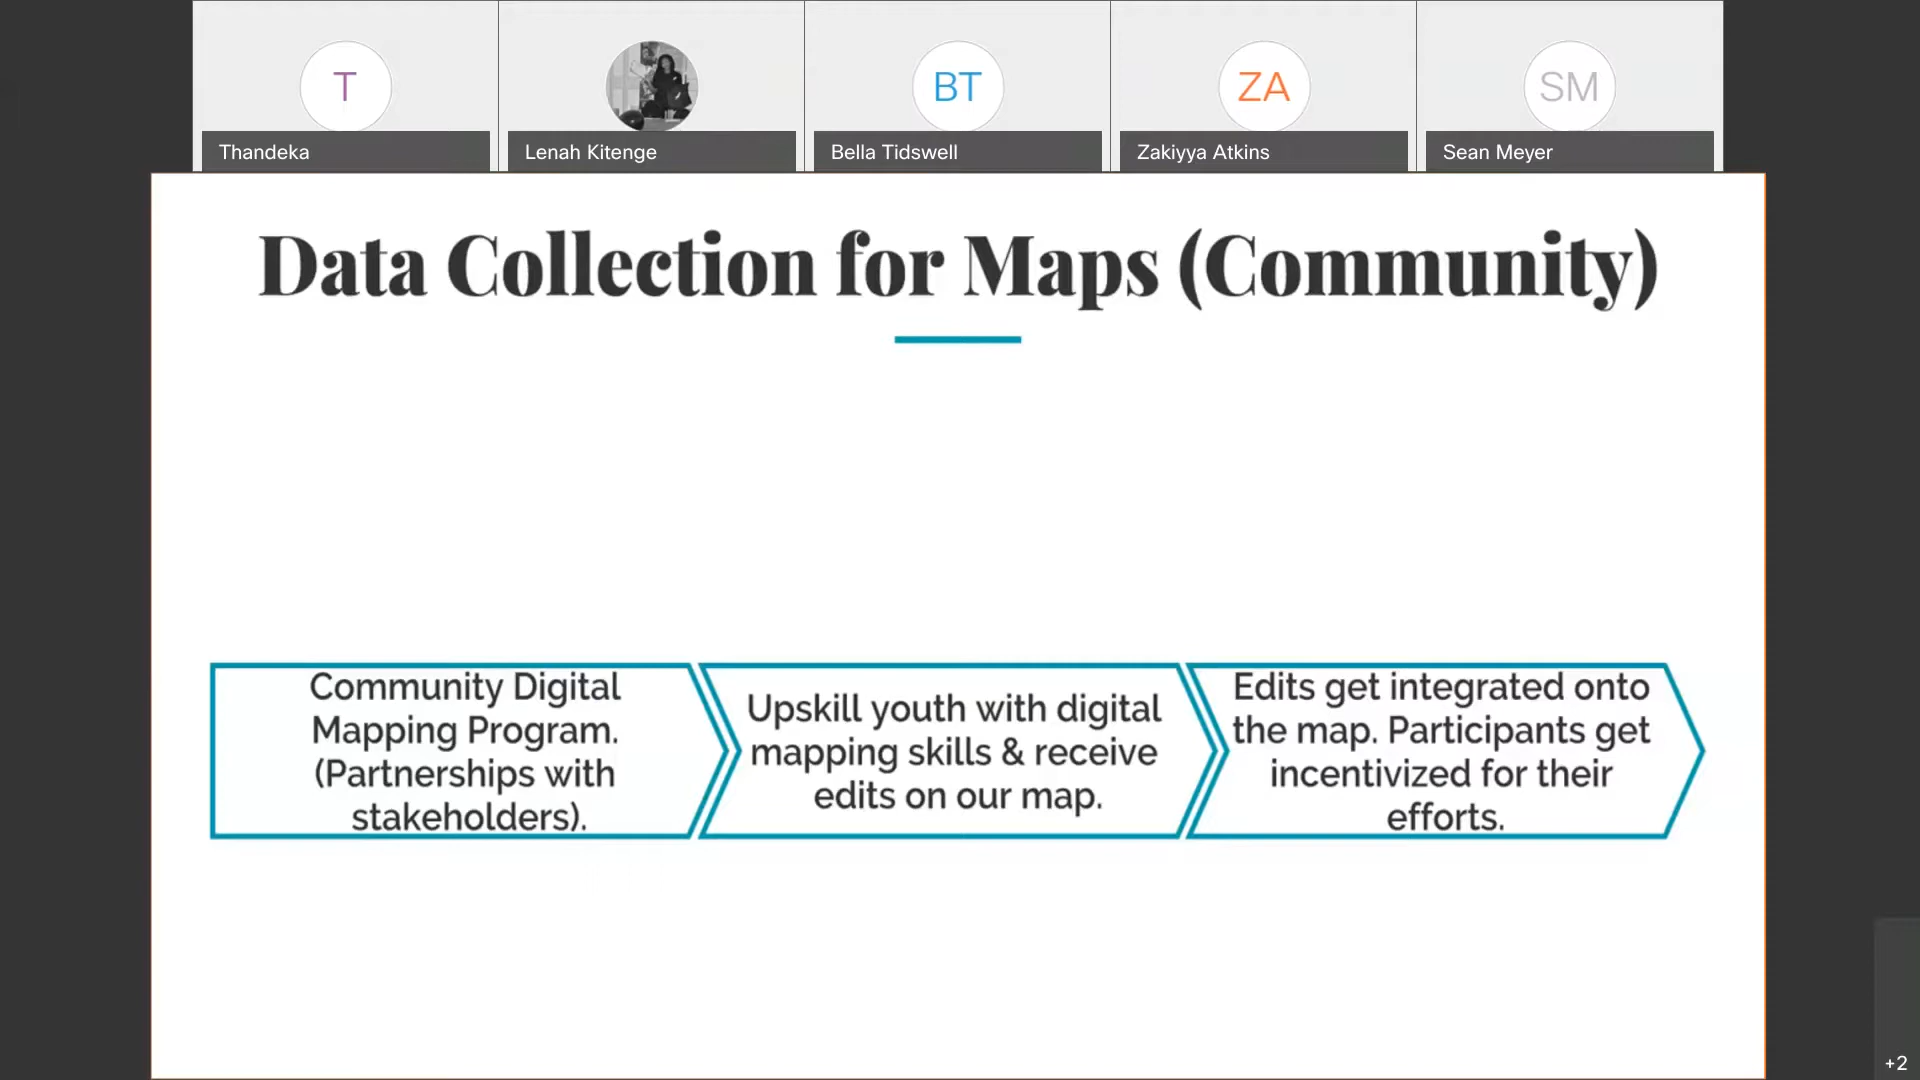 T
BT
ZA
SM
Thandeka
Lenah Kitenge
Bella Tidswell
Zakiyya Atkins
Sean Meyer
Data Collection for Maps (Community)
Community Digital
Mapping Program.
(Partnerships with
stakeholders).
Upskill youth with digital
mapping skills & receive
edits on our map.
Edits get integrated onto
the map. Participants get
incentivized for their
efforts.
+2